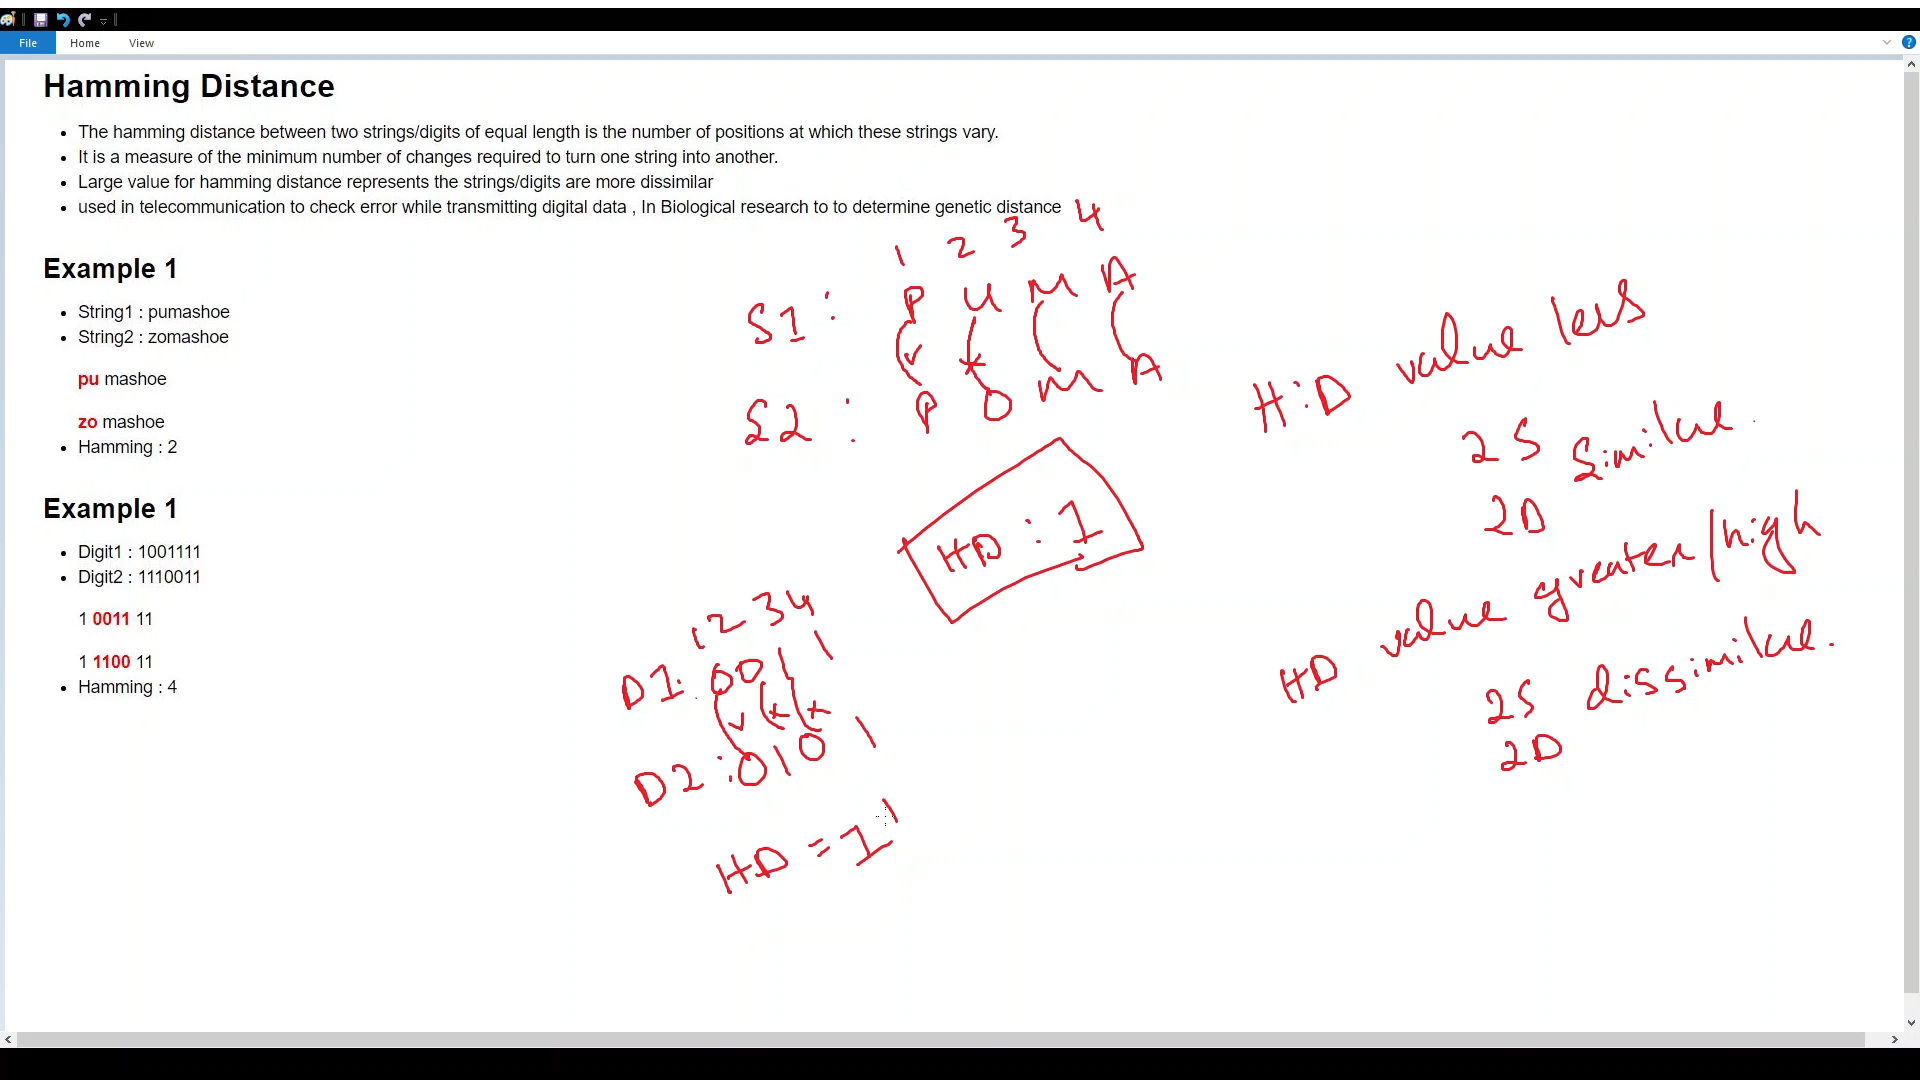 File Home View
Hamming Distance
The hamming distance between two strings/digits of equal length is the number of positions at which these strings vary.
It is a measure of the minimum number of changes required to turn one string into another.
Large value for hamming distance represents the strings/digits are more dissimilar
used in telecommunication to check error while transmitting digital data , In Biological research to to determine genetic distance
Example 1
String1 : pumashoe
String2 : zomashoe
pu mashoe
zo mashoe
Hamming : 2
Example 1
Digit1 : 1001111
Digit2 : 1110011
1 0011 11
1 1100 11
Hamming : 4
1 2 3 4
S1 : P U M A
S2 : P O M A
HD : 1
1 2 3 4
D1 : 0 0 1 1
D2 : 0 1 0 1
HD = 1
H:D value less
2S similar
2D
HD value greater/high
2S dissimilar.
2D